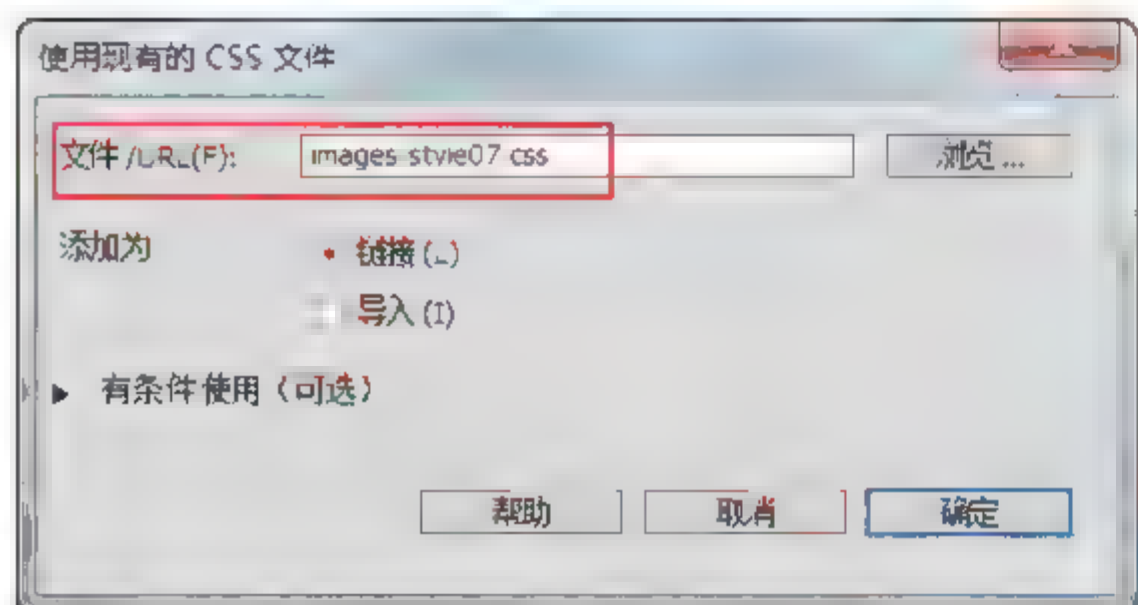 使用现有的 CSS 文件
文件/URL(F): images style07 css 浏览...
添加为 链接(L)
导入(I)
有条件使用（可选）
帮助 取消 确定